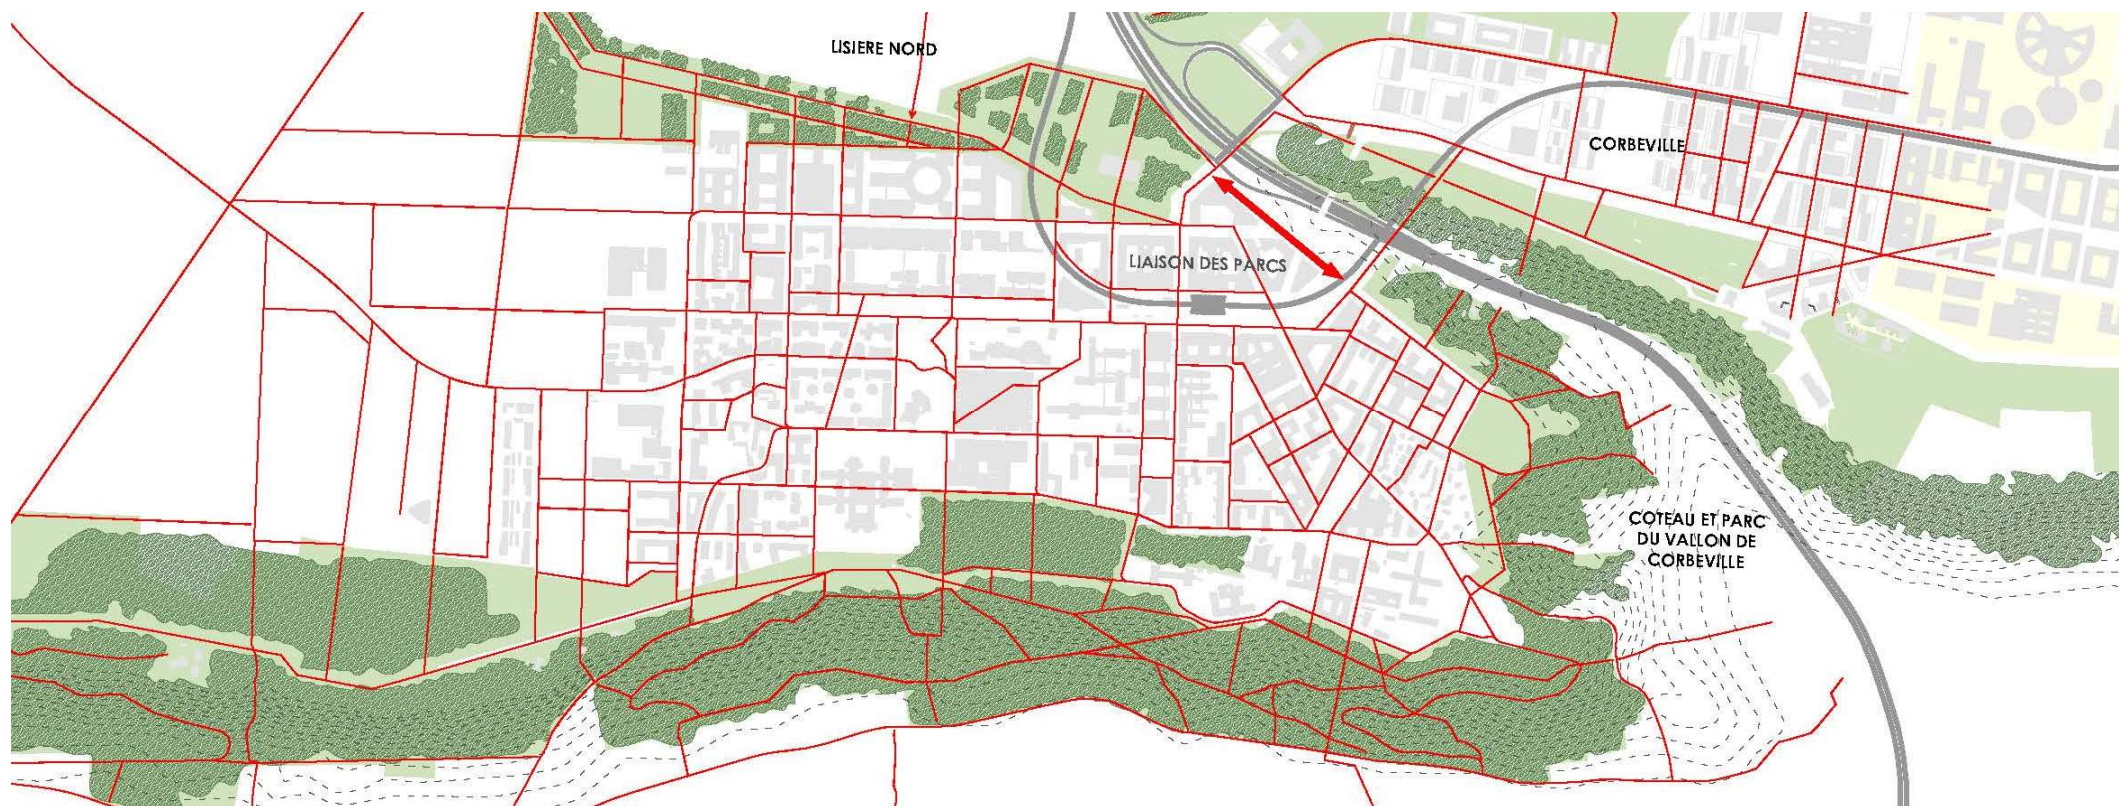 LISIERE NORD
CORBEVILLE
LIAISON DES PARCS
COTEAU ET PARC
DU VALLON DE
CORBEVILLE